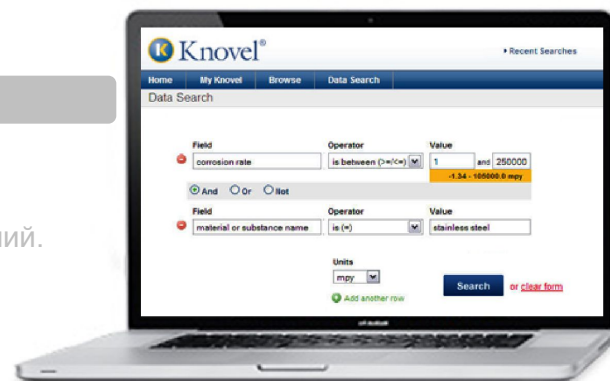 Knovel®
Recent Searches
Home My Knovel Browse Data Search
Data Search
Field Operator Value
corrosion rate is between (>=/<=) 1 and 250000
-1.34 - 105000.0 mpy
And Or Not
Field Operator Value
material or substance name is (=) stainless steel
Units
mpy
Search or clear form
Add another row
ний.